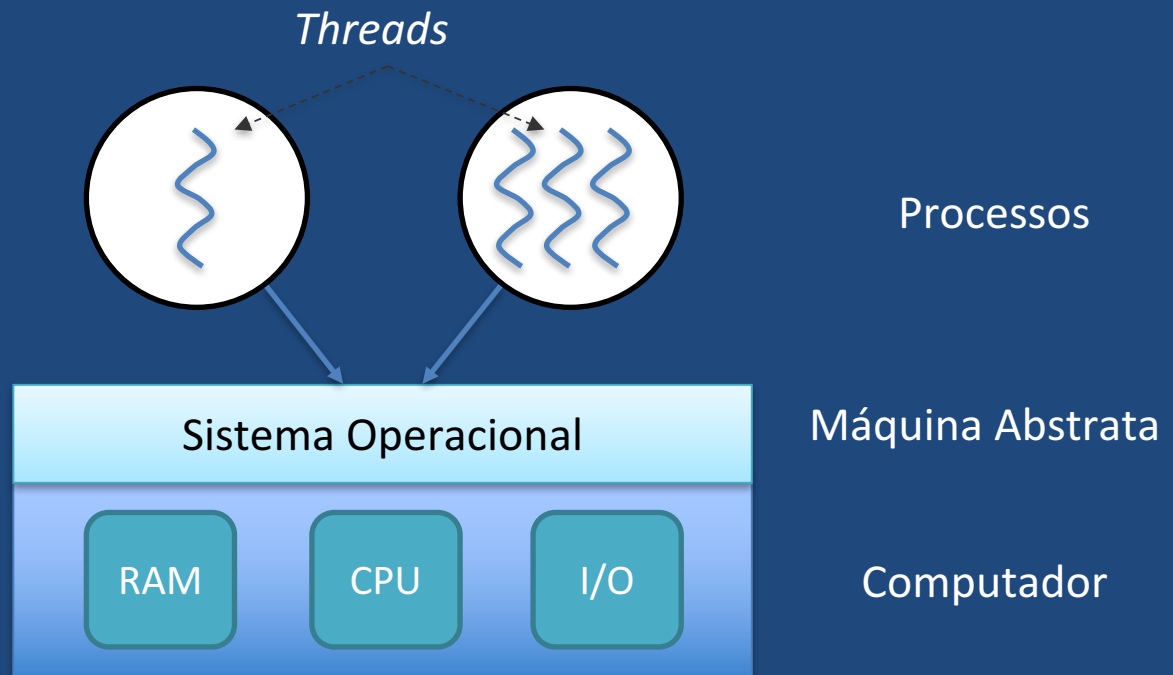 Threads
Processos
Sistema Operacional
Máquina Abstrata
RAM
CPU
I/O
Computador